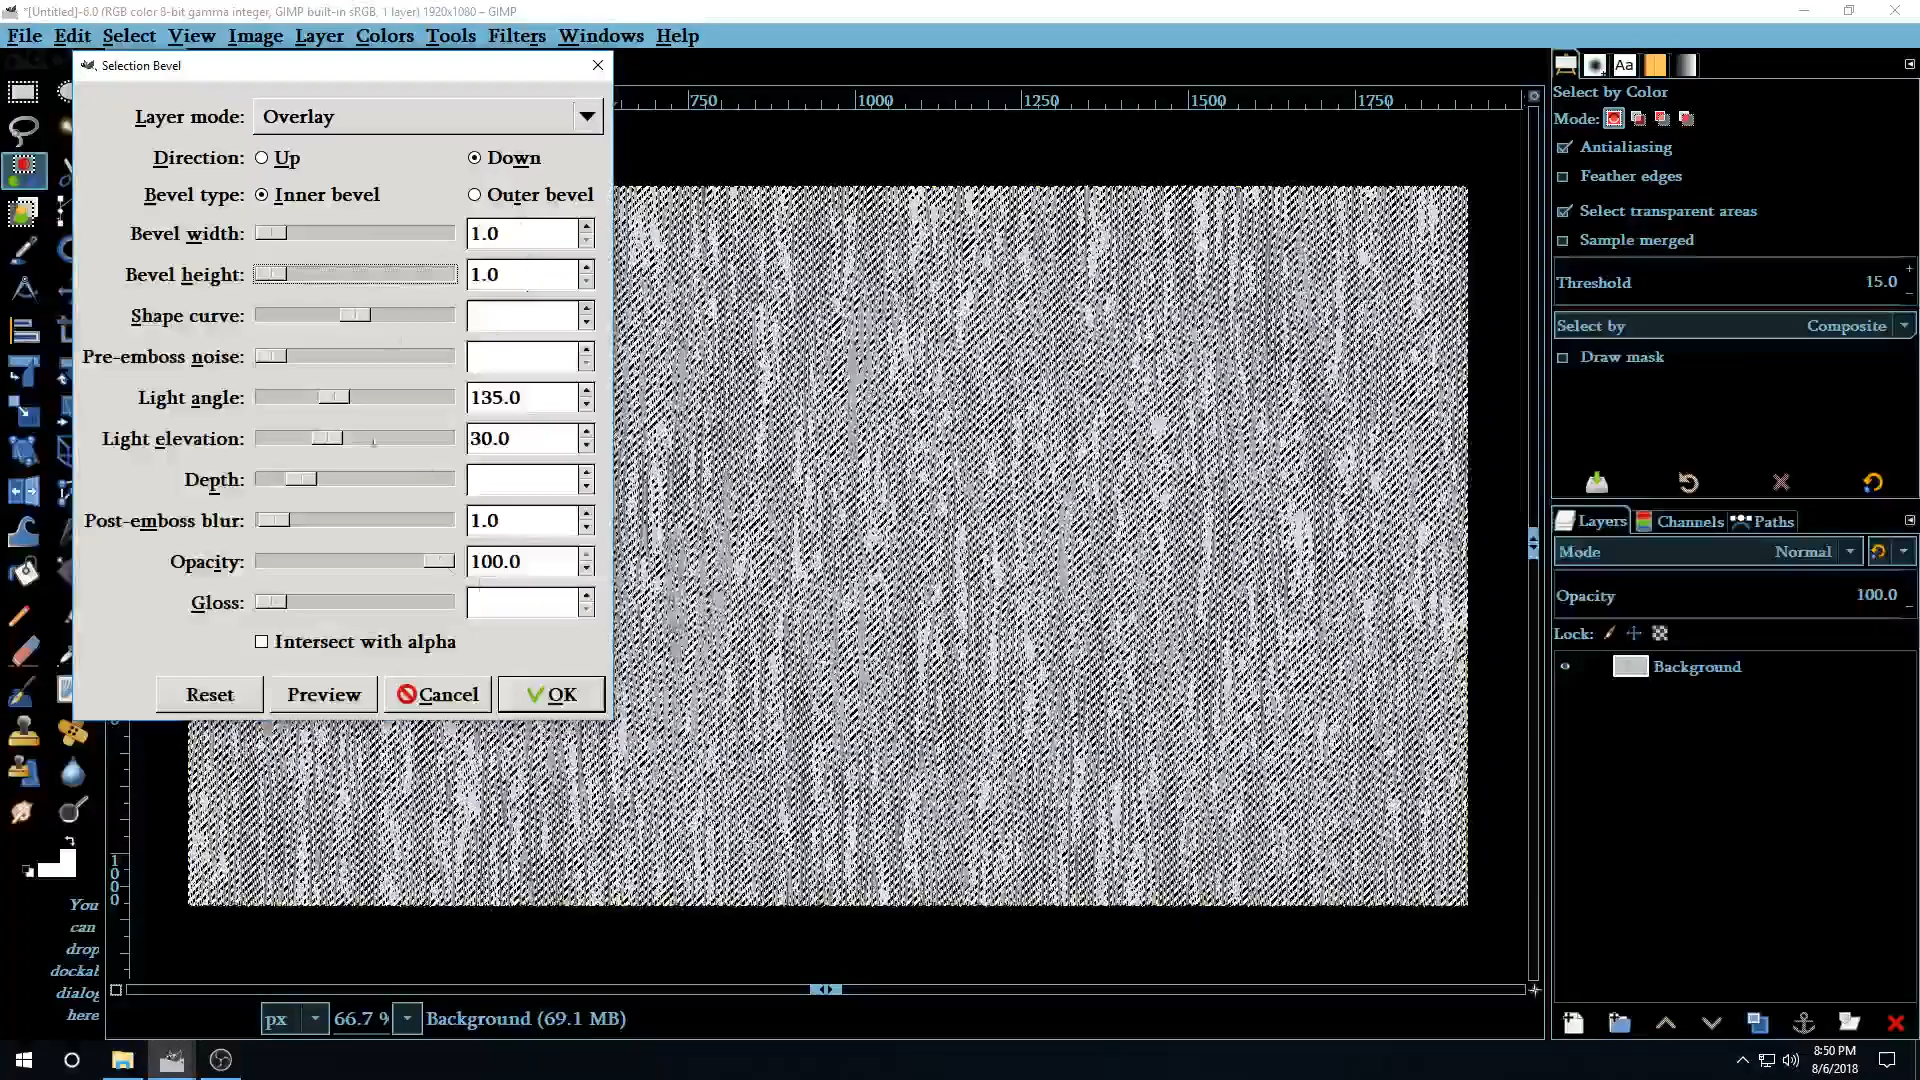 *[Untitled]-6.0 (RGB color 8-bit gamma integer, GIMP built-in sRGB, 1 layer) 1920x1080 – GIMP
File Edit Select View Image Layer Colors Tools Filters Windows Help
Selection Bevel
Layer mode: Overlay
Direction: Up Down
Bevel type: Inner bevel Outer bevel
Bevel width: 1.0
Bevel height: 1.0
Shape curve:
Pre-emboss noise:
Light angle: 135.0
Light elevation: 30.0
Depth:
Post-emboss blur: 1.0
Opacity: 100.0
Gloss:
Intersect with alpha
Reset Preview Cancel OK
750 1000 1250 1500 1750
1000
You
can
drop
dockab
dialog
here
px 66.7 % Background (69.1 MB)
Aa
Select by Color
Mode:
Antialiasing
Feather edges
Select transparent areas
Sample merged
Threshold 15.0
Select by Composite
Draw mask
Layers Channels Paths
Mode Normal
Opacity 100.0
Lock:
Background
8:50 PM
8/6/2018